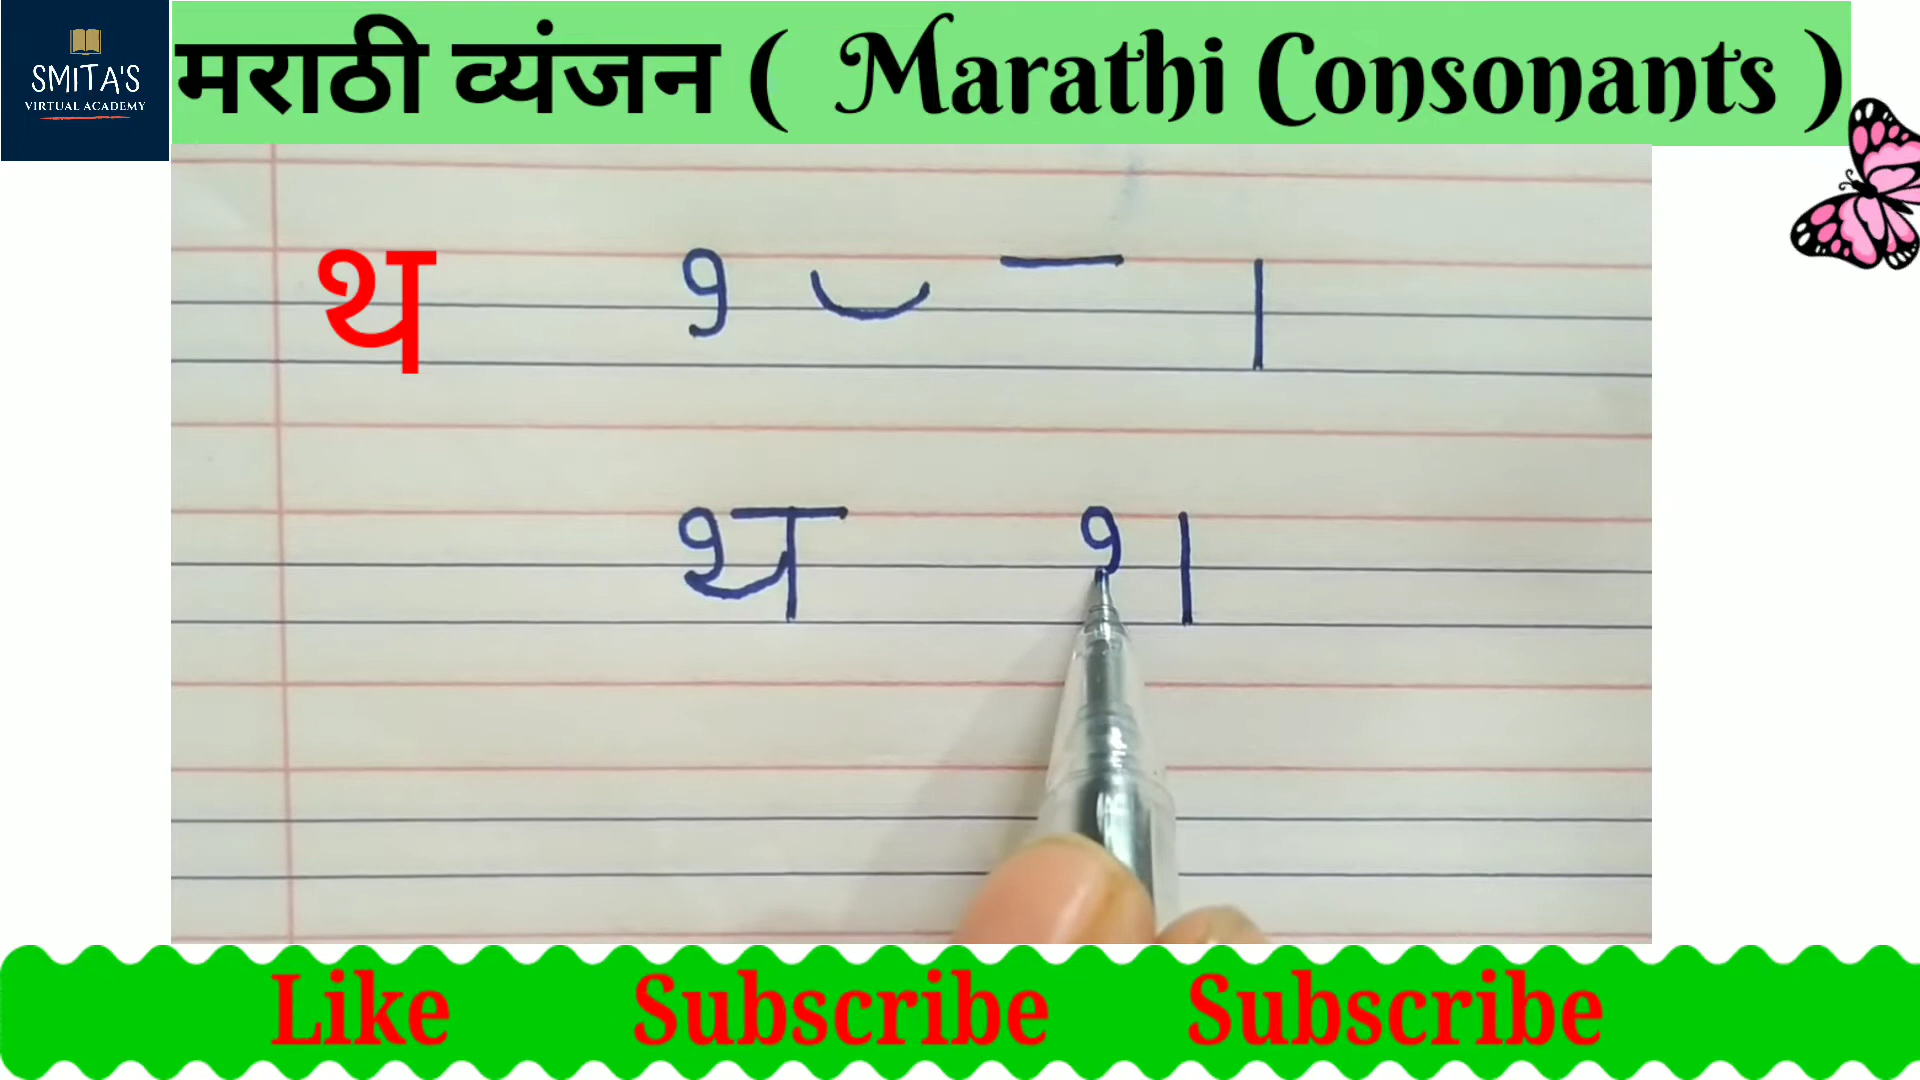 SMITA'S
VIRTUAL ACADEMY
मराठी व्यंजन ( Marathi Consonants )
थ
थ
Like Subscribe Subscribe